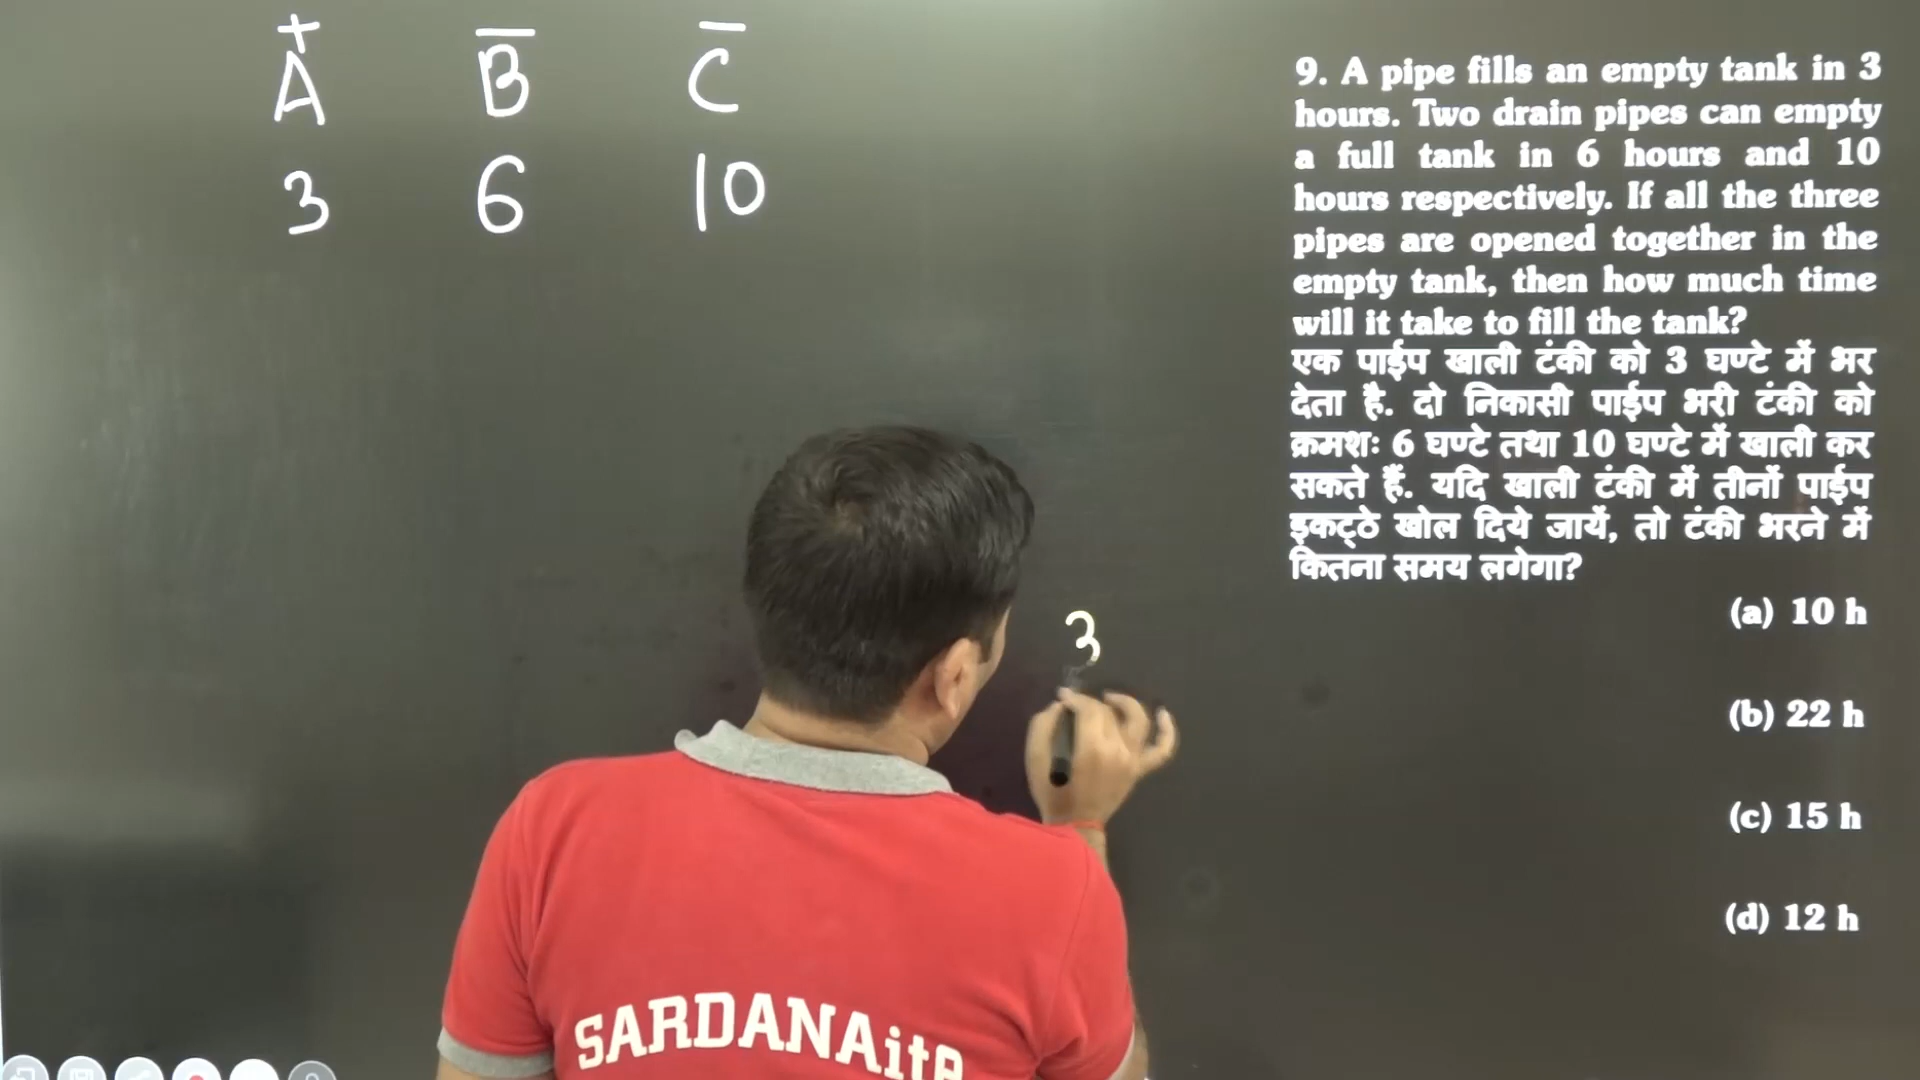 + − −
A B C
3 6 10
9. A pipe fills an empty tank in 3
hours. Two drain pipes can empty
a full tank in 6 hours and 10
hours respectively. If all the three
pipes are opened together in the
empty tank, then how much time
will it take to fill the tank?
एक पाईप खाली टंकी को 3 घण्टे में भर
देता है. दो निकासी पाईप भरी टंकी को
क्रमशः 6 घण्टे तथा 10 घण्टे में खाली कर
सकते हैं. यदि खाली टंकी में तीनों पाईप
इकट्ठे खोल दिये जायें, तो टंकी भरने में
कितना समय लगेगा?
(a) 10 h
(b) 22 h
(c) 15 h
(d) 12 h
3
SARDANAite